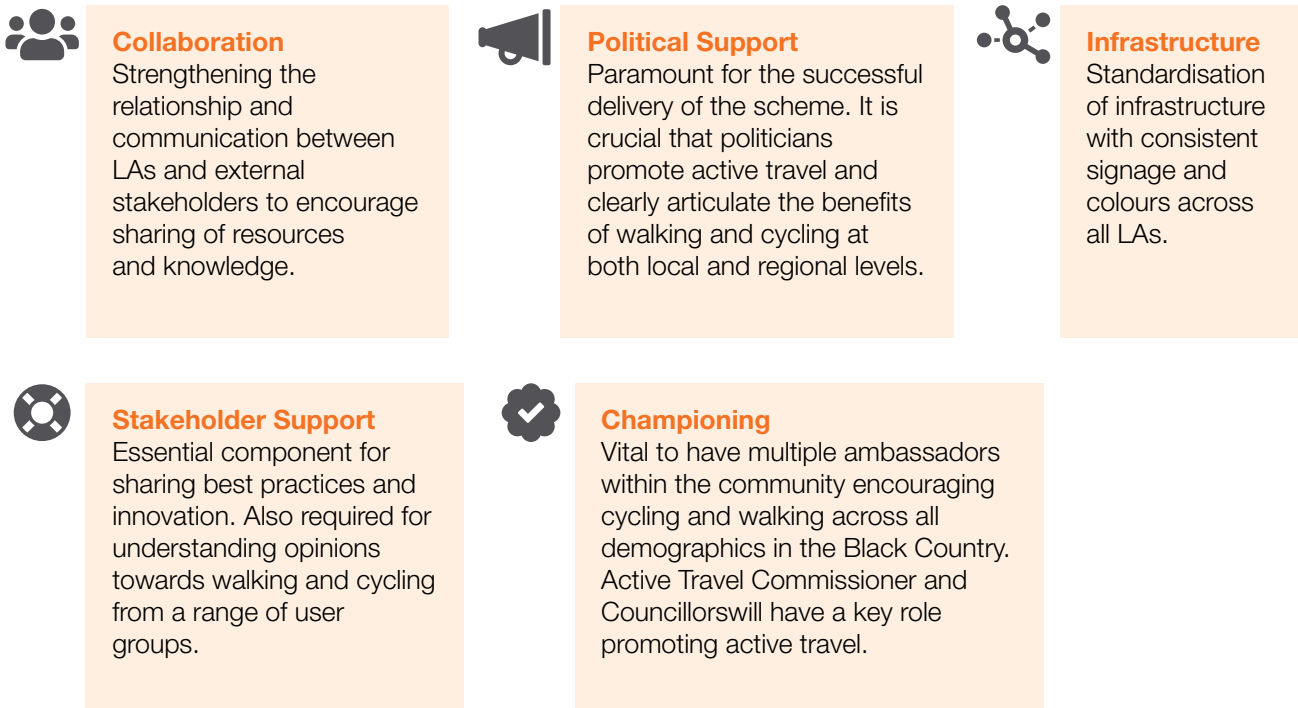 Collaboration
Strengthening the
relationship and
communication between
LAs and external
stakeholders to encourage
sharing of resources
and knowledge.
Political Support
Paramount for the successful
delivery of the scheme. It is
crucial that politicians
promote active travel and
clearly articulate the benefits
of walking and cycling at
both local and regional levels.
Infrastructure
Standardisation
of infrastructure
with consistent
signage and
colours across
all LAs.
Stakeholder Support
Essential component for
sharing best practices and
innovation. Also required for
understanding opinions
towards walking and cycling
from a range of user
groups.
Championing
Vital to have multiple ambassadors
within the community encouraging
cycling and walking across all
demographics in the Black Country.
Active Travel Commissioner and
Councillorswill have a key role
promoting active travel.